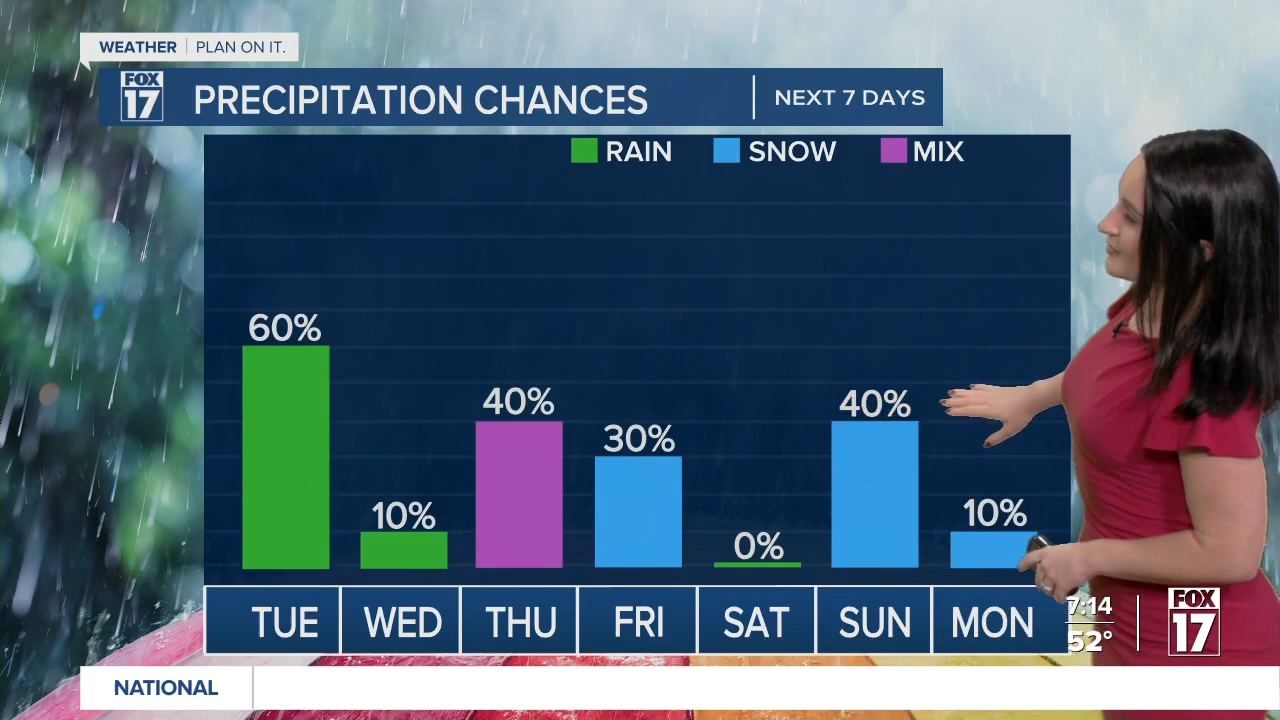 WEATHER | PLAN ON IT.
FOX 17
PRECIPITATION CHANCES | NEXT 7 DAYS
RAIN SNOW MIX
60%
10%
40%
30%
0%
40%
10%
TUE WED THU FRI SAT SUN MON
7:14
52°
FOX 17
NATIONAL